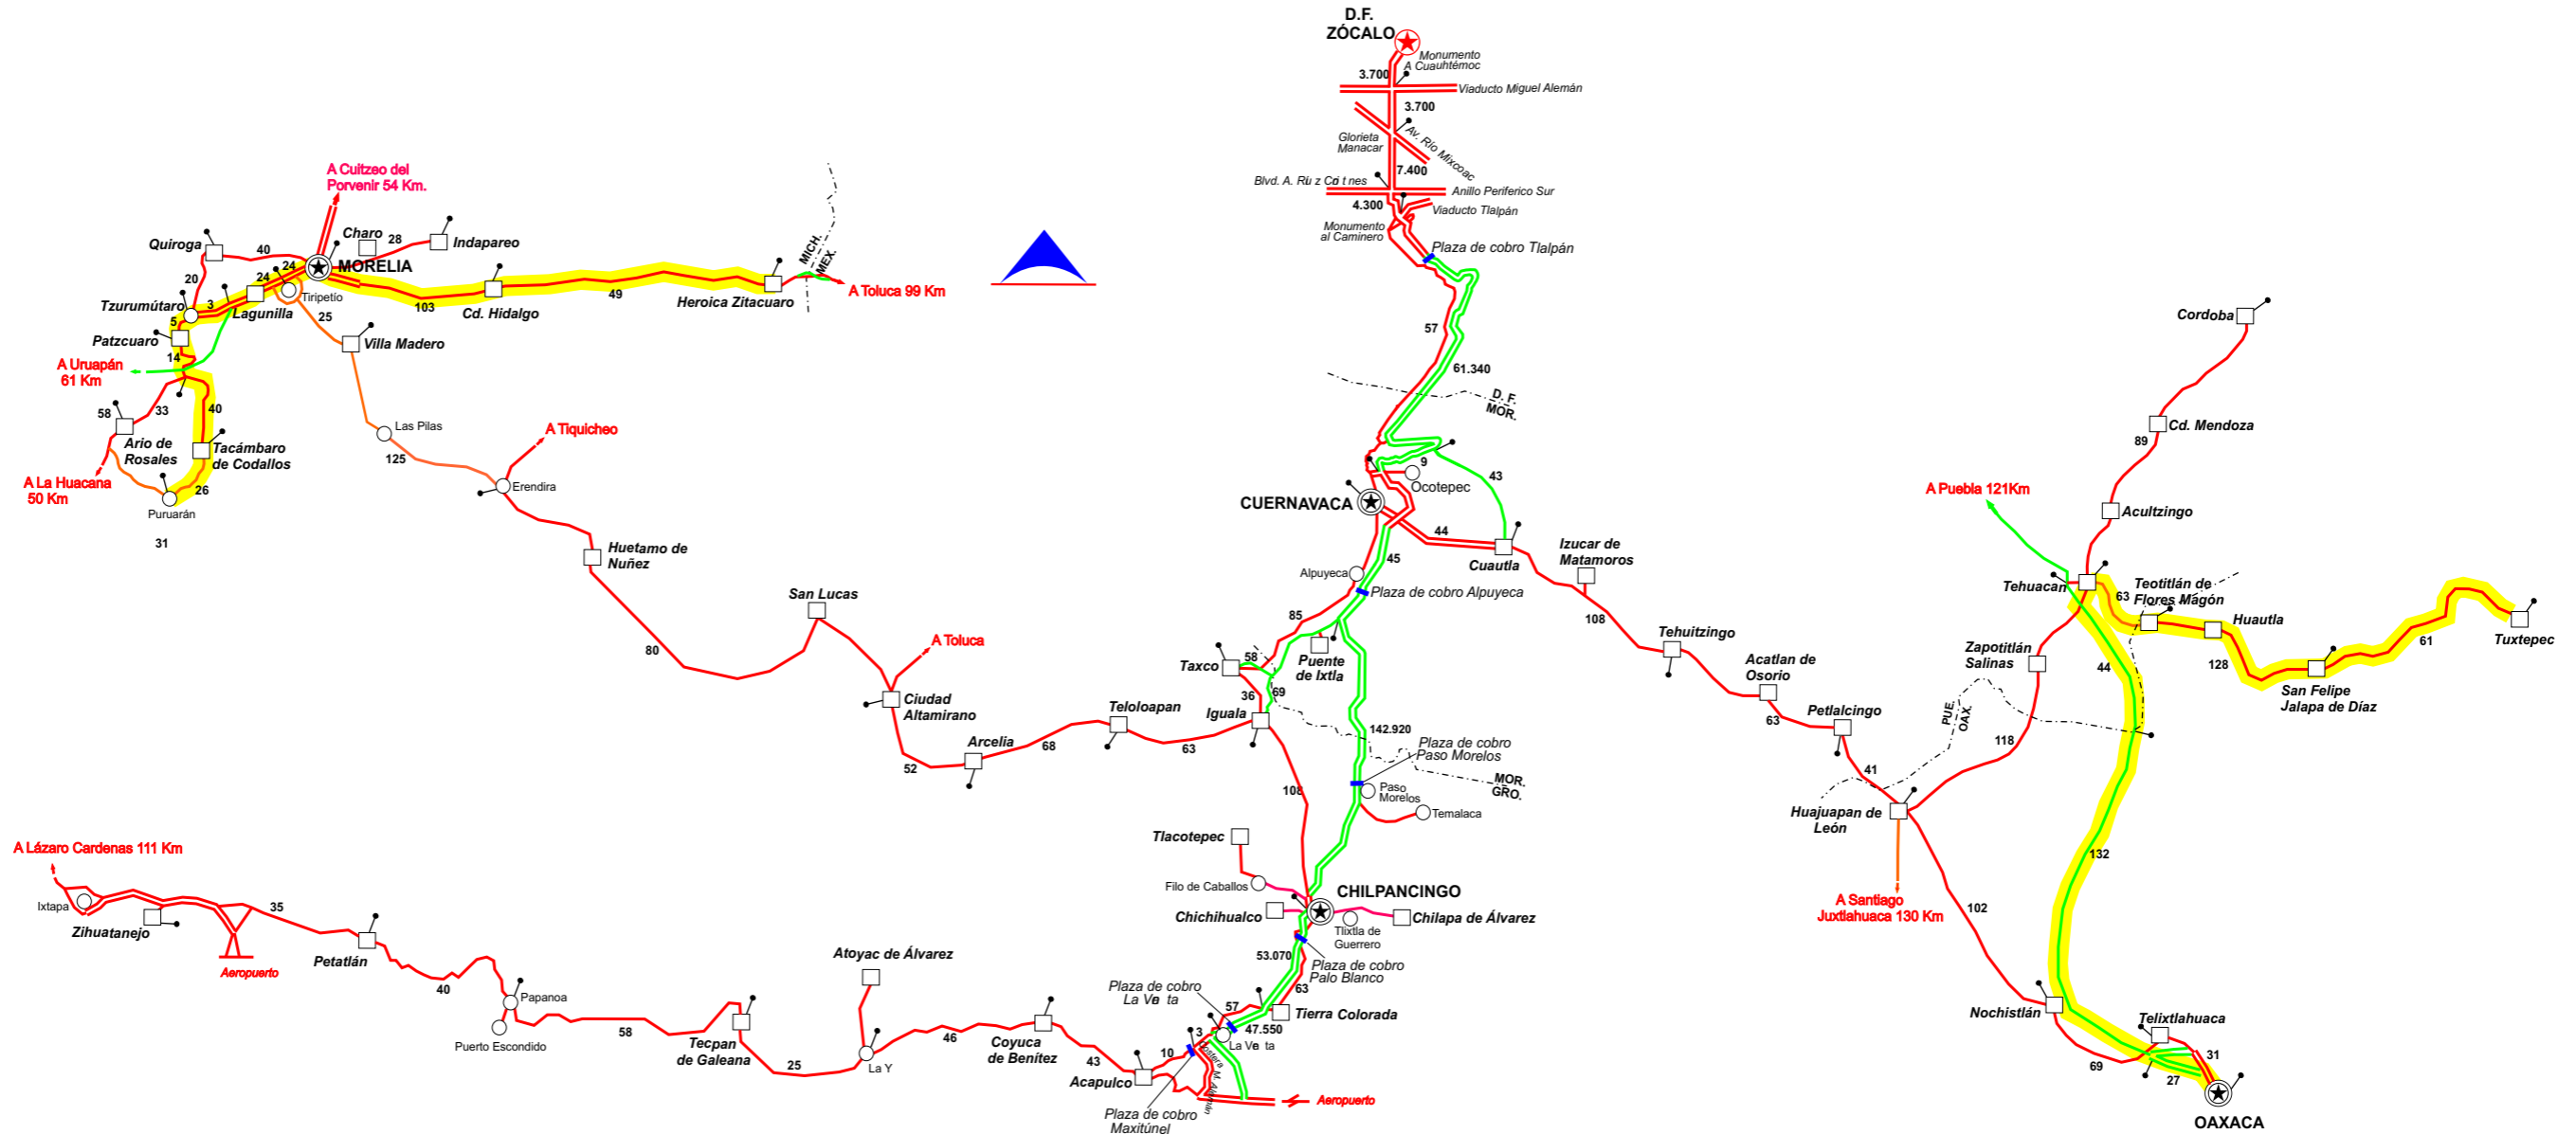 D.F.
ZÓCALO
Monumento
A Cuauhtémoc
3.700
Viaducto Miguel Alemán
3.700
Glorieta
Manacar
Av. Río Mixcoac
7.400
Blvd. A. Ruíz Cortínes
Anillo Periferico Sur
4.300
Viaducto Tlalpán
Monumento
al Caminero
Plaza de cobro Tlalpán
57
61.340
D. F.
MOR.
9
Ocotepec
43
CUERNAVACA
44
Cuautla
45
Alpuyeca
Plaza de cobro Alpuyeca
85
Puente
de Ixtla
58
Taxco
69
36
Iguala
142.920
Plaza de cobro
Paso Morelos
MOR.
GRO.
Paso
Morelos
Temalaca
108
Tlacotepec
Filo de Caballos
CHILPANCINGO
Chichihualco
Chilapa de Álvarez
Tlixtla de
Guerrero
53.070
Plaza de cobro
Palo Blanco
63
Plaza de cobro
La Venta
57
Tierra Colorada
47.550
La Venta
3
10
Costera M. Alemán
Acapulco
Plaza de cobro
Maxitúnel
Aeropuerto
A Cuitzeo del
Porvenir 54 Km.
Charo
28
Indapareo
Quiroga
40
MORELIA
24
24
20
Tiripetío
Tzurumútaro
3
Lagunilla
25
103
Cd. Hidalgo
49
Heroica Zitacuaro
MICH.
MEX.
A Toluca 99 Km
5
Patzcuaro
14
Villa Madero
A Uruapán
61 Km
58
33
40
Ario de
Rosales
Tacámbaro
de Codallos
A La Huacana
50 Km
26
Puruarán
31
Las Pilas
125
A Tiquicheo
Erendira
Huetamo de
Nuñez
80
San Lucas
A Toluca
Ciudad
Altamirano
52
Arcelia
68
Teloloapan
63
A Lázaro Cardenas 111 Km
Ixtapa
Zihuatanejo
Aeropuerto
35
Petatlán
40
Papanoa
Puerto Escondido
58
Tecpan
de Galeana
25
Atoyac de Álvarez
La Y
46
Coyuca
de Benítez
43
Izucar de
Matamoros
108
Tehuitzingo
Acatlan de
Osorio
63
Petlalcingo
41
PUE.
OAX.
Huajuapan de
León
A Santiago
Juxtlahuaca 130 Km
118
Zapotitlán
Salinas
102
Nochistlán
69
Telixtlahuaca
31
27
OAXACA
132
44
Cordoba
Cd. Mendoza
89
Acultzingo
A Puebla 121Km
Tehuacan
63
Teotitlán de
Flores Magón
Huautla
128
San Felipe
Jalapa de Díaz
61
Tuxtepec